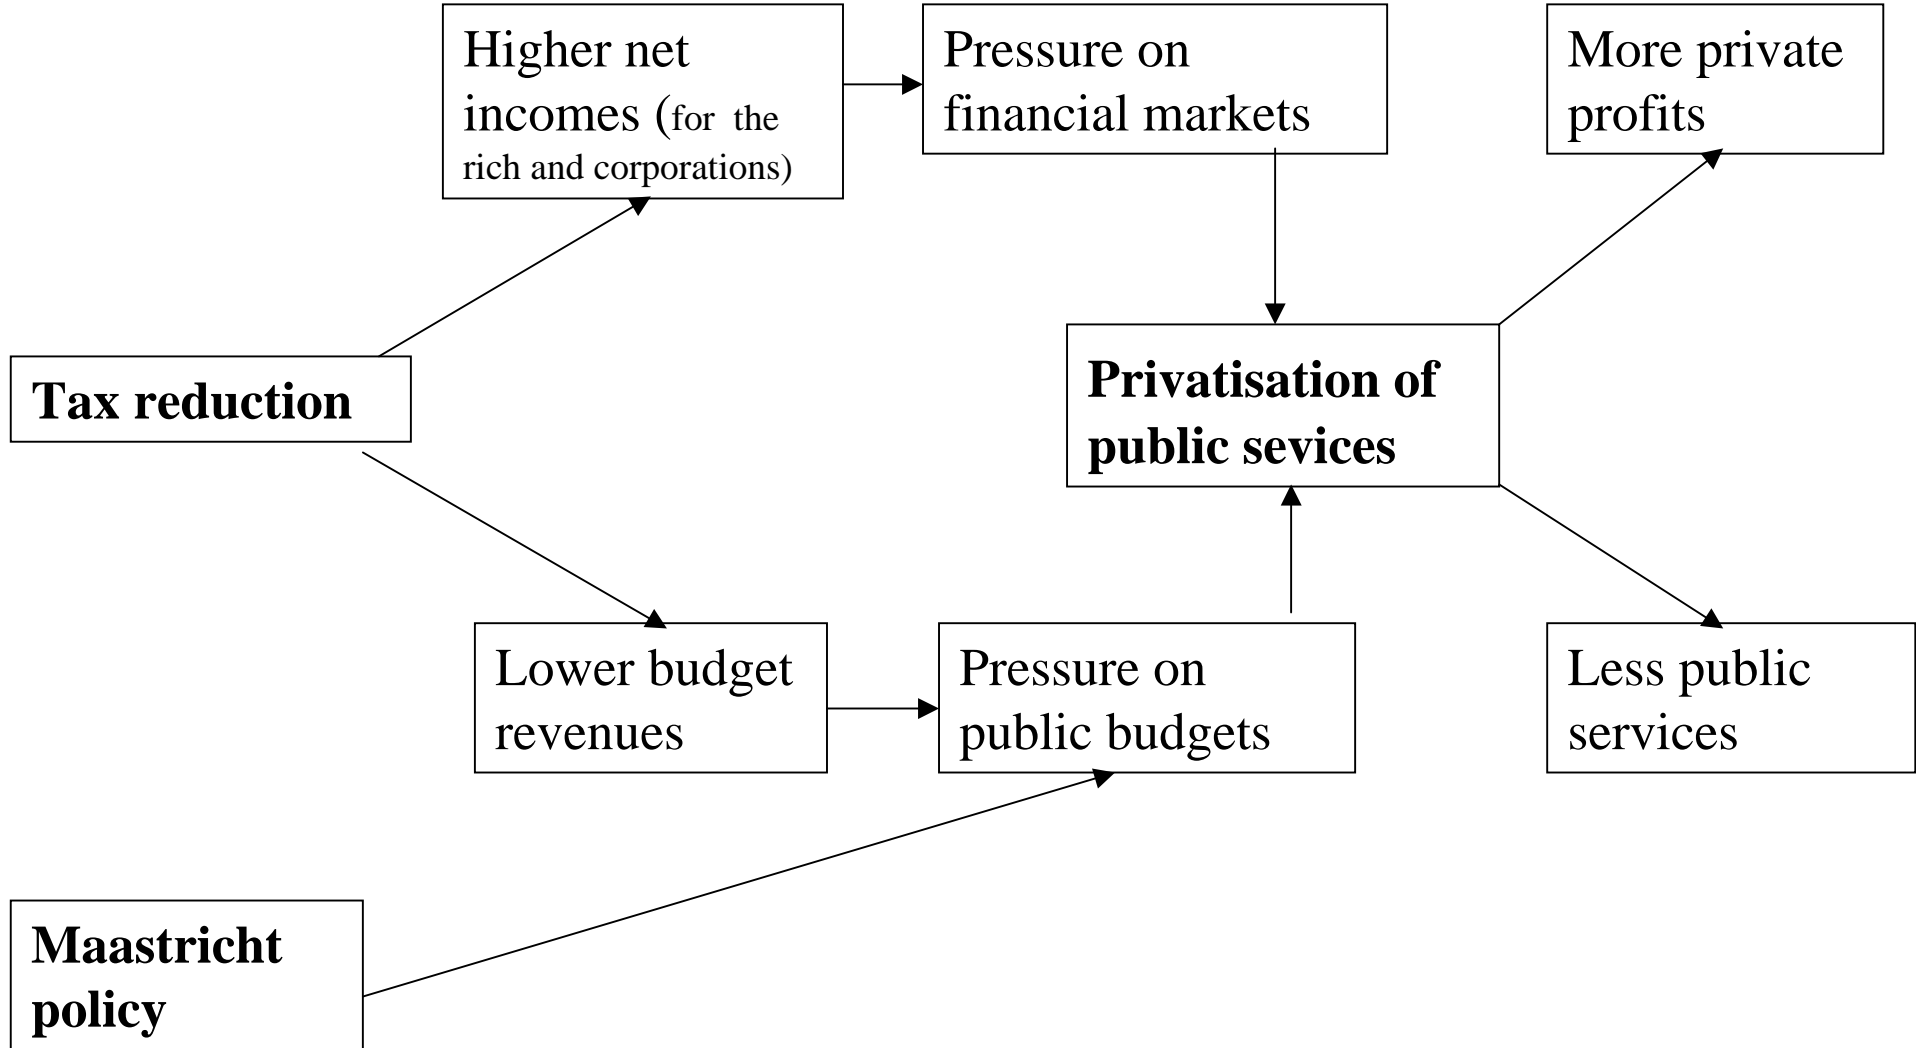 Higher net
incomes (for the
rich and corporations)
Pressure on
financial markets
More private
profits
Tax reduction
Privatisation of
public sevices
Lower budget
revenues
Pressure on
public budgets
Less public
services
Maastricht
policy